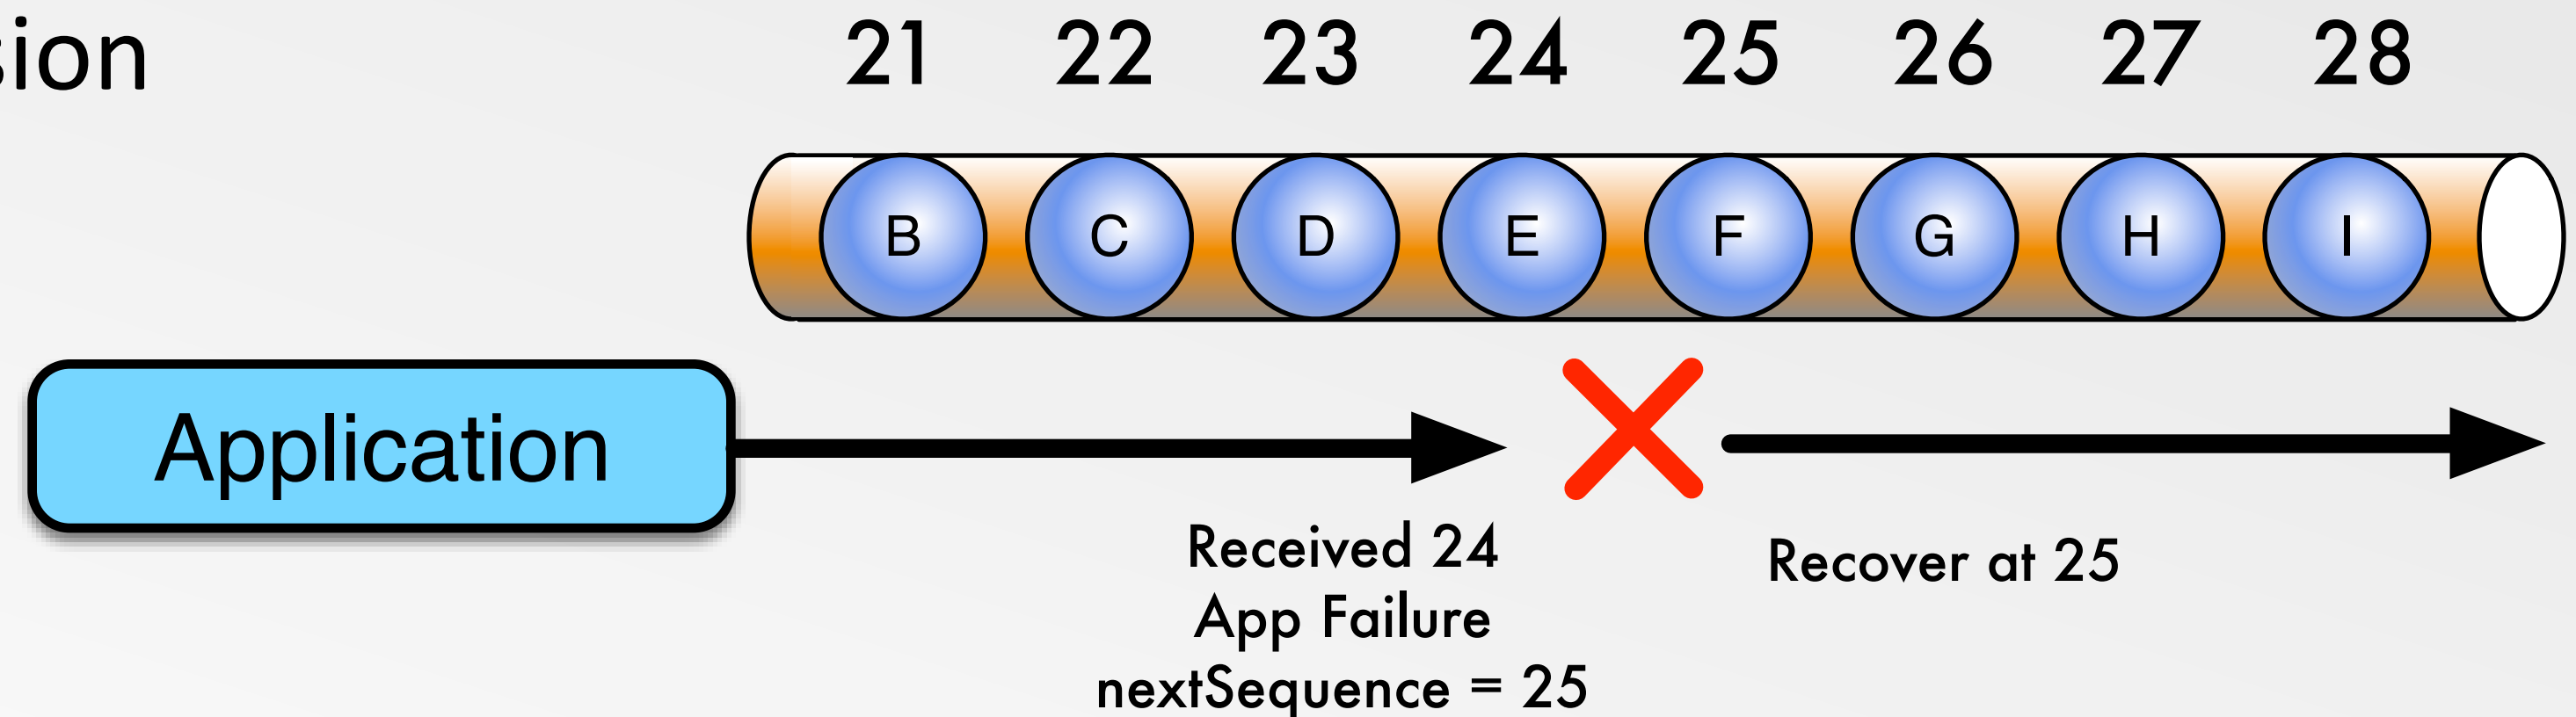 21 22 23 24 25 26 27 28
B C D E F G H I
Application
Received 24
App Failure
nextSequence = 25
Recover at 25